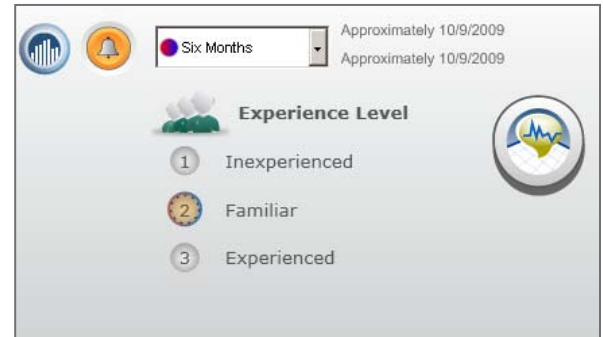 Approximately 10/9/2009
Six Months
Approximately 10/9/2009
Experience Level
1 Inexperienced
2 Familiar
3 Experienced